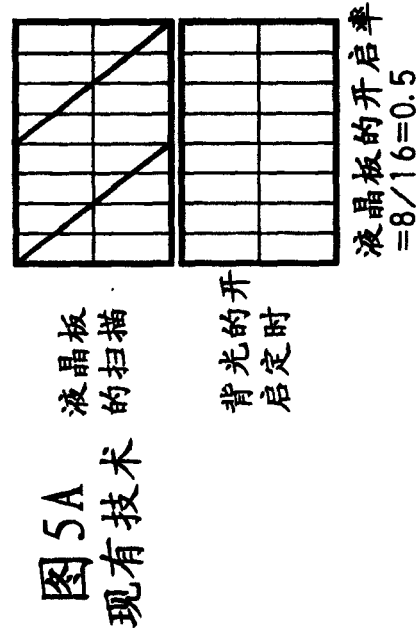 图5A
现有技术
液晶板
的扫描
背光的开
启定时
液晶板的开启率
=8/16=0.5